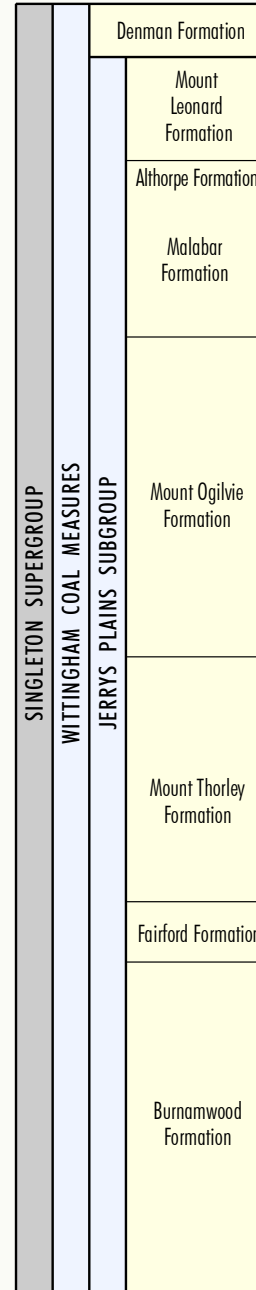 Denman Formation
Mount
Leonard
Formation
Althorpe Formation
Malabar
Formation
Mount Ogilvie
Formation
Mount Thorley
Formation
Fairford Formation
Burnamwood
Formation
SINGLETON SUPERGROUP
WITTINGHAM COAL MEASURES
JERRYS PLAINS SUBGROUP